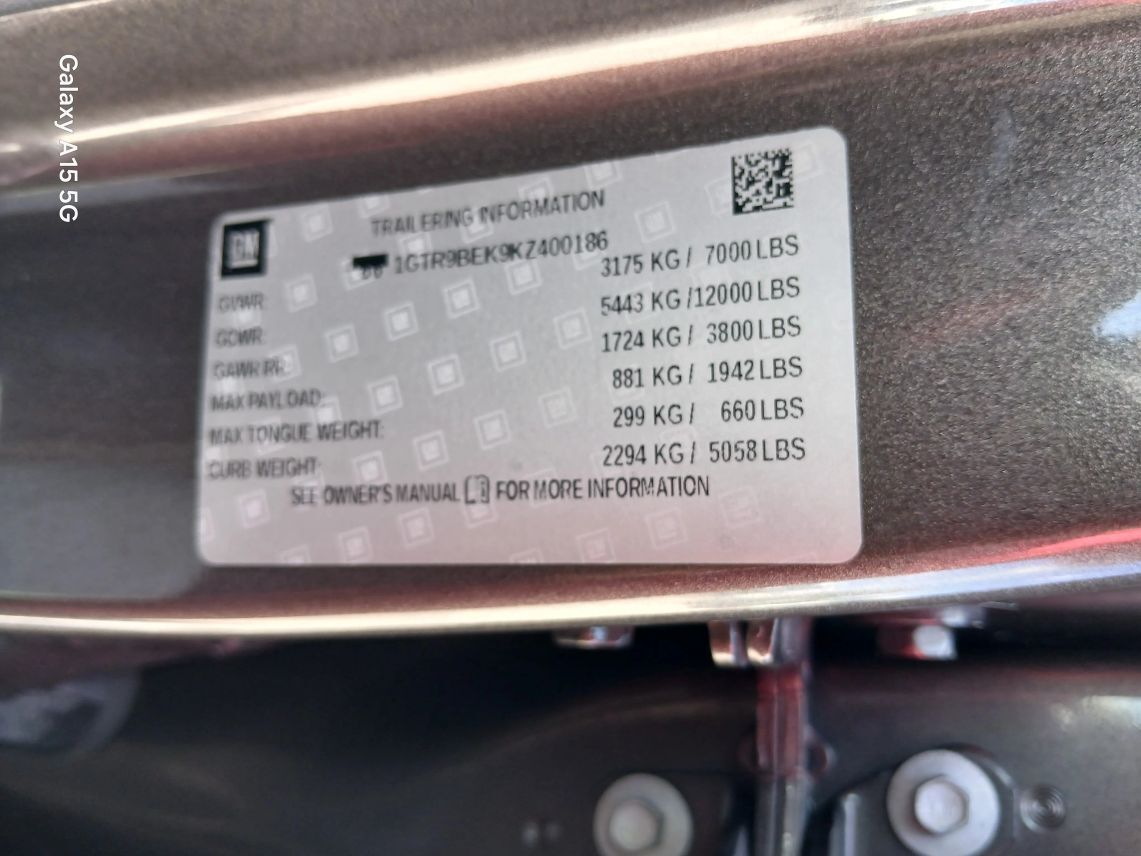 Galaxy A15 5G
GM
TRAILERING INFORMATION
1GTR9BEK9KZ400186
GVWR: 3175 KG / 7000 LBS
GCWR: 5443 KG / 12000 LBS
GAWR RR: 1724 KG / 3800 LBS
MAX PAYLOAD: 881 KG / 1942 LBS
MAX TONGUE WEIGHT: 299 KG / 660 LBS
CURB WEIGHT: 2294 KG / 5058 LBS
SEE OWNER'S MANUAL FOR MORE INFORMATION